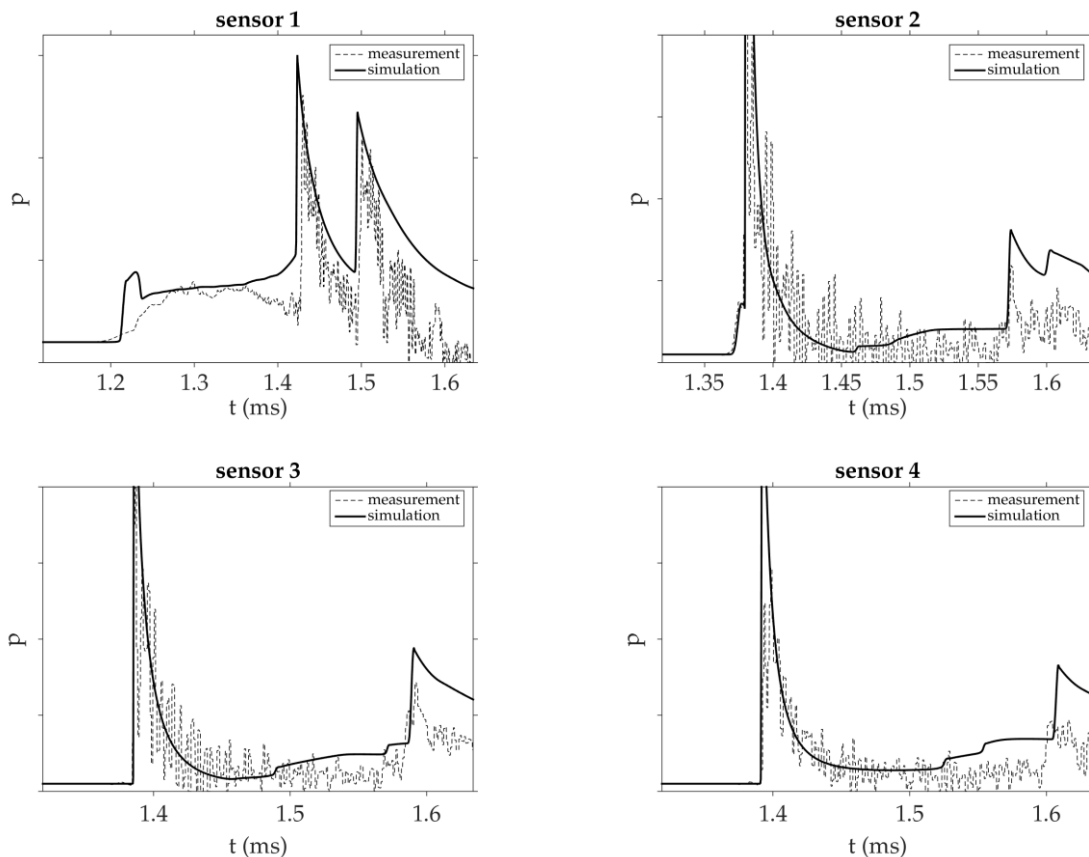 sensor 1
measurement
simulation
p
1.2 1.3 1.4 1.5 1.6
t (ms)
sensor 2
measurement
simulation
p
1.35 1.4 1.45 1.5 1.55 1.6
t (ms)
sensor 3
measurement
simulation
p
1.4 1.5 1.6
t (ms)
sensor 4
measurement
simulation
p
1.4 1.5 1.6
t (ms)